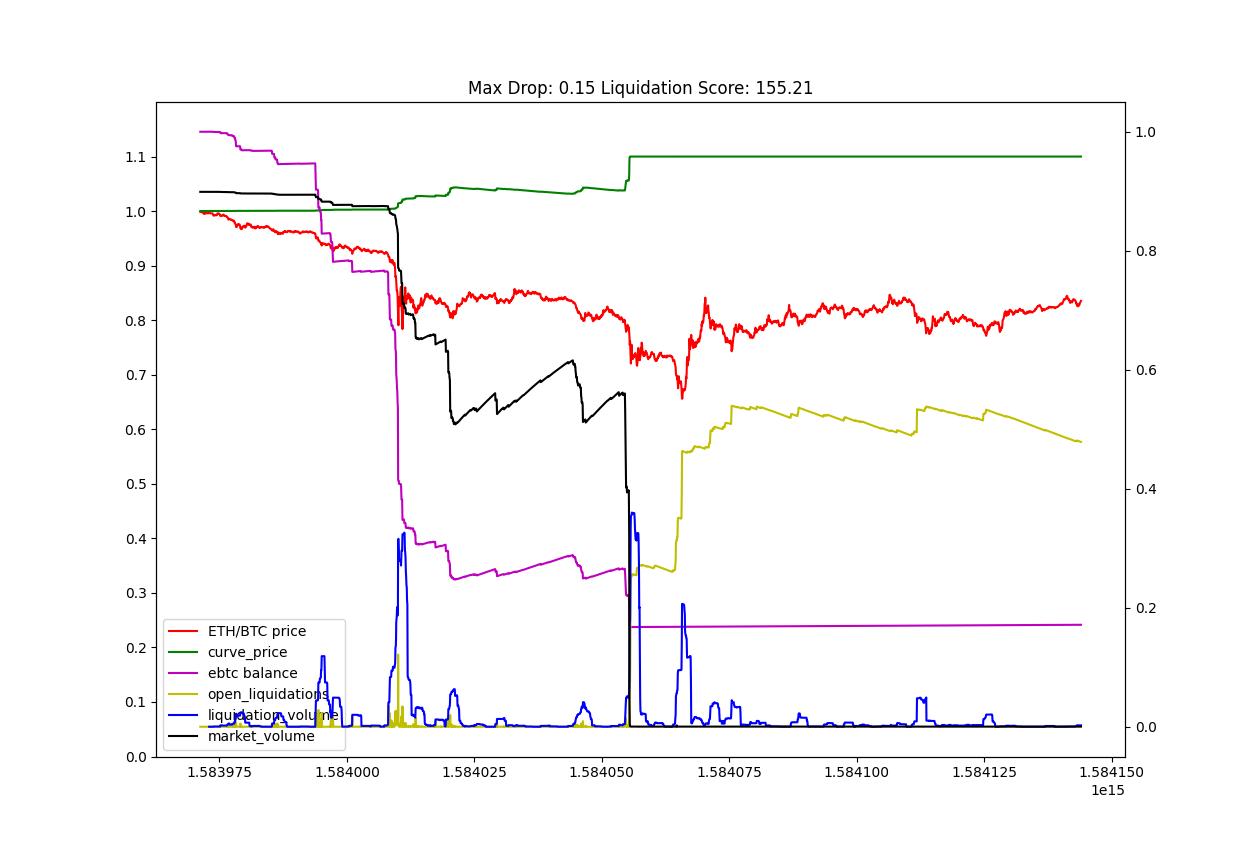 Max Drop: 0.15 Liquidation Score: 155.21
1.1
1.0
0.9
0.8
0.7
0.6
0.5
0.4
0.3
0.2
0.1
0.0
1.0
0.8
0.6
0.4
0.2
0.0
ETH/BTC price
curve_price
ebtc balance
open_liquidations
liquidation_volume
market_volume
1.583975 1.584000 1.584025 1.584050 1.584075 1.584100 1.584125 1.584150
1e15